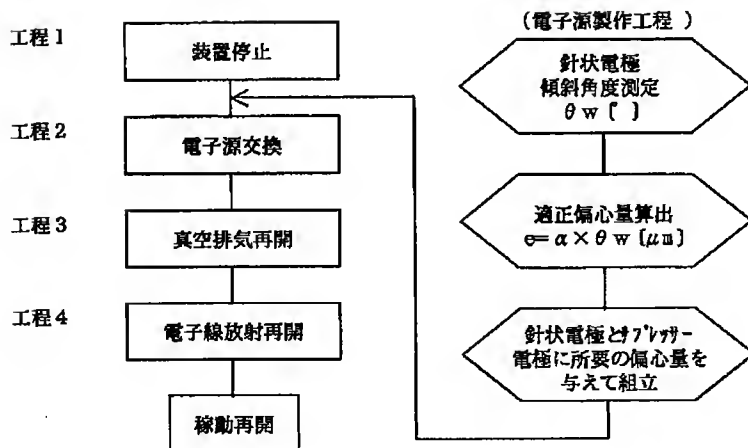 工程1
装置停止
工程2
電子源交換
工程3
真空排気再開
工程4
電子線放射再開
稼動再開
(電子源製作工程 )
針状電極
傾斜角度測定
θw [ ]
適正偏心量算出
e=α×θw [μm]
針状電極とサプレッサー
電極に所要の偏心量を
与えて組立